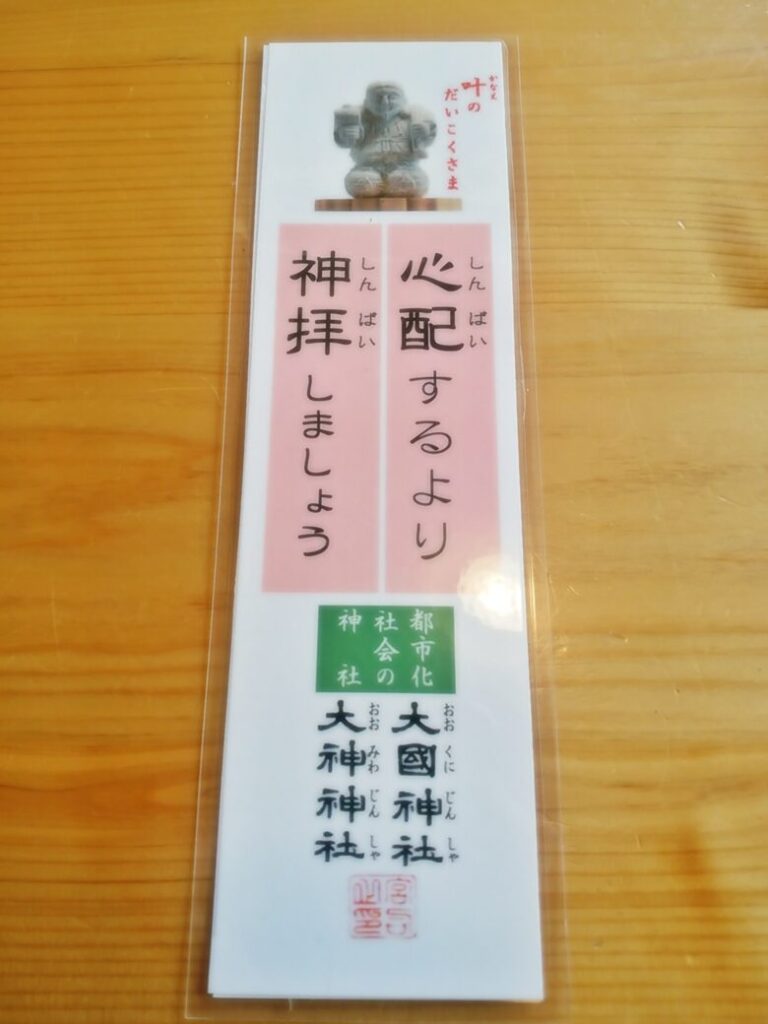 叶の
かなえ
だいこくさま
心配するより
しんぱい
神拝しましょう
しんぱい
都市化
社会の
神社
大國神社
おおくにじんしゃ
大神神社
おおみわじんしゃ